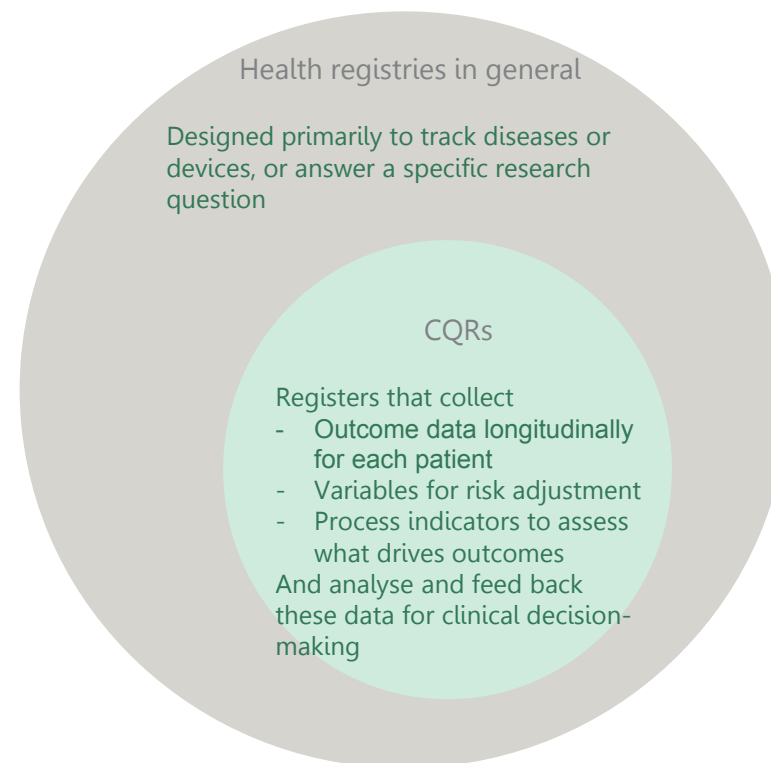 Health registries in general
Designed primarily to track diseases or
devices, or answer a specific research
question
CQRs
Registers that collect
- Outcome data longitudinally
for each patient
- Variables for risk adjustment
- Process indicators to assess
what drives outcomes
And analyse and feed back
these data for clinical decision-
making